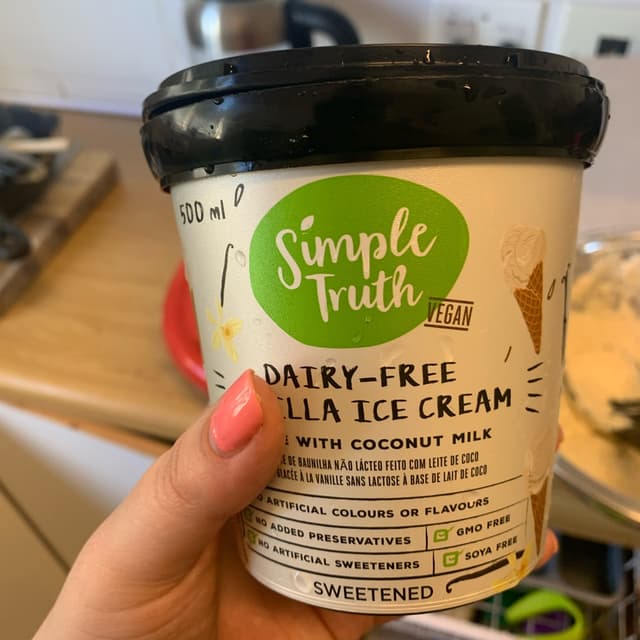 500 ml
Simple
Truth
VEGAN
DAIRY-FREE
ILLA ICE CREAM
WITH COCONUT MILK
DE BAUNILHA NÃO LÁCTEO FEITO COM LEITE DE COCO
À LA VANILLE SANS LACTOSE À BASE DE LAIT DE COCO
ARTIFICIAL COLOURS OR FLAVOURS
NO ADDED PRESERVATIVES
GMO FREE
NO ARTIFICIAL SWEETENERS
SOYA FREE
SWEETENED